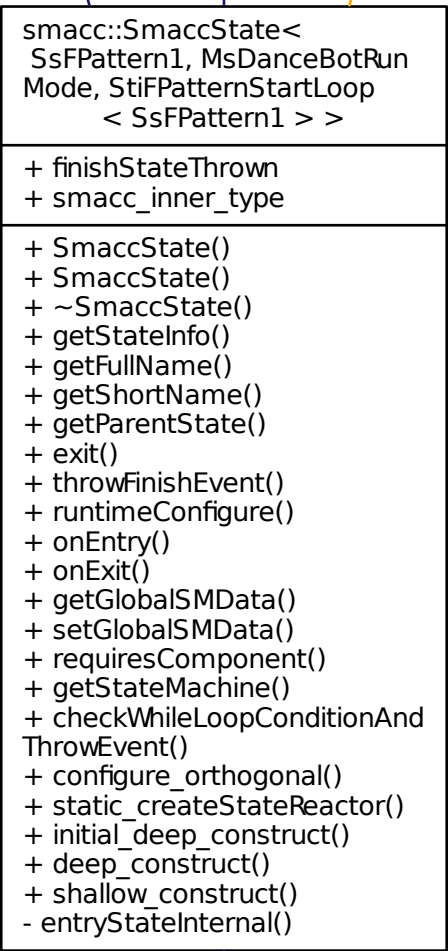 smacc::SmaccState<
SsFPattern1, MsDanceBotRun
Mode, StiFPatternStartLoop
< SsFPattern1 > >
+ finishStateThrown
+ smacc_inner_type
+ SmaccState()
+ SmaccState()
+ ~SmaccState()
+ getStateInfo()
+ getFullName()
+ getShortName()
+ getParentState()
+ exit()
+ throwFinishEvent()
+ runtimeConfigure()
+ onEntry()
+ onExit()
+ getGlobalSMData()
+ setGlobalSMData()
+ requiresComponent()
+ getStateMachine()
+ checkWhileLoopConditionAnd
ThrowEvent()
+ configure_orthogonal()
+ static_createStateReactor()
+ initial_deep_construct()
+ deep_construct()
+ shallow_construct()
- entryStateInternal()